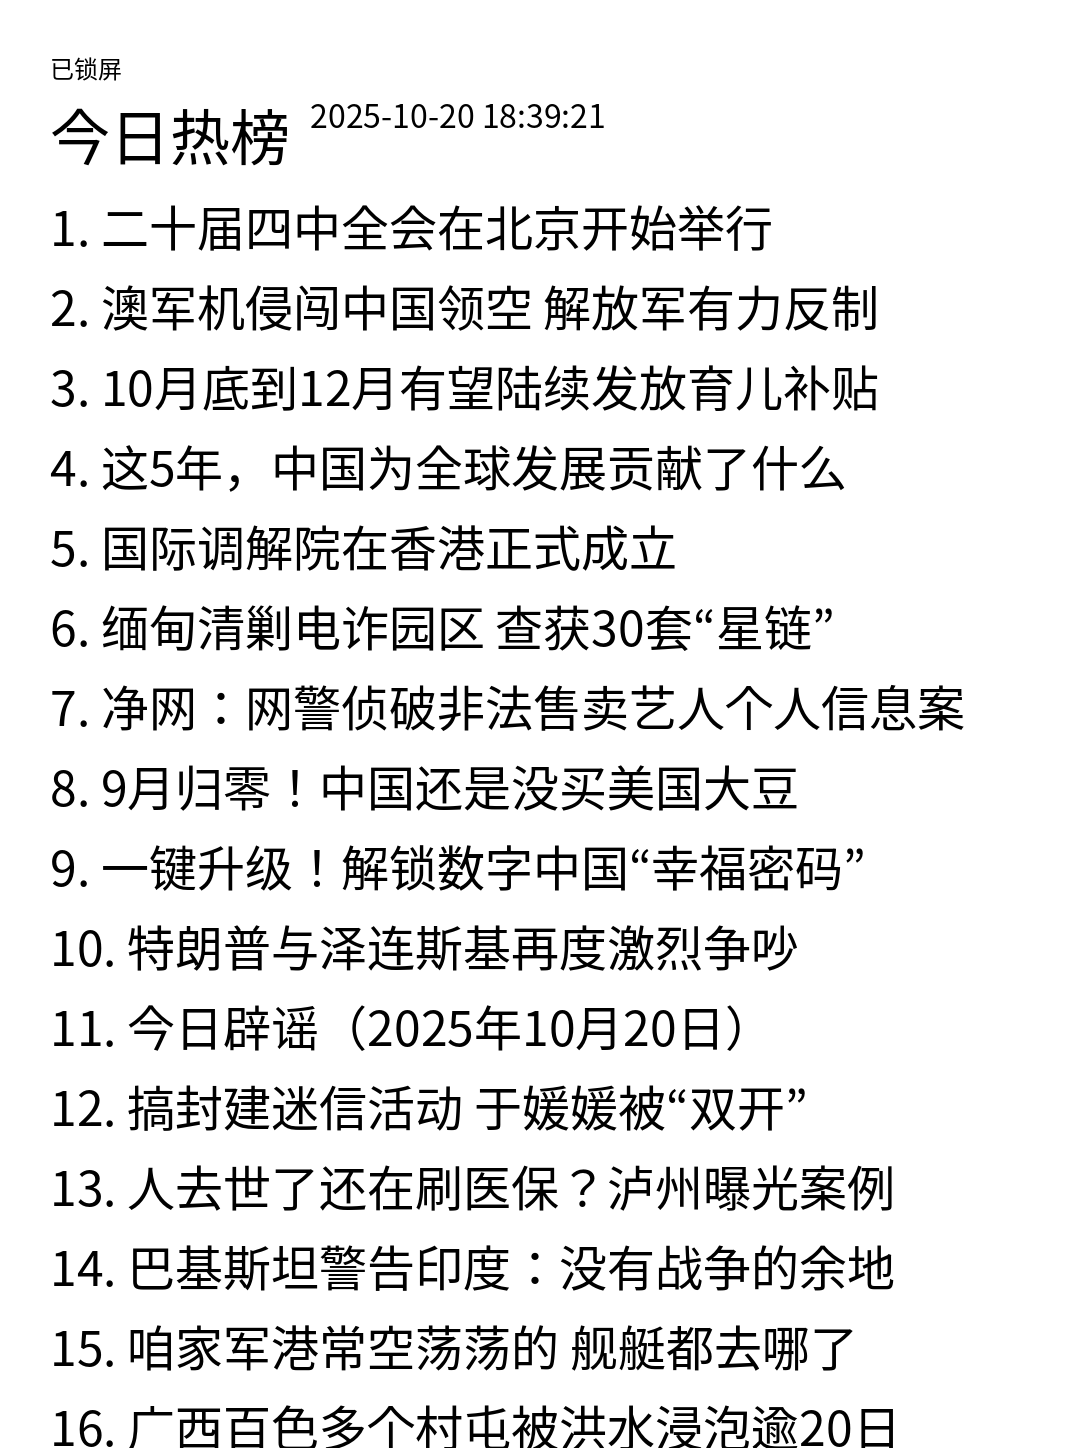 已锁屏
今日热榜 2025-10-20 18:39:21
1. 二十届四中全会在北京开始举行
2. 澳军机侵闯中国领空 解放军有力反制
3. 10月底到12月有望陆续发放育儿补贴
4. 这5年，中国为全球发展贡献了什么
5. 国际调解院在香港正式成立
6. 缅甸清剿电诈园区 查获30套“星链”
7. 净网：网警侦破非法售卖艺人个人信息案
8. 9月归零！中国还是没买美国大豆
9. 一键升级！解锁数字中国“幸福密码”
10. 特朗普与泽连斯基再度激烈争吵
11. 今日辟谣（2025年10月20日）
12. 搞封建迷信活动 于媛媛被“双开”
13. 人去世了还在刷医保？泸州曝光案例
14. 巴基斯坦警告印度：没有战争的余地
15. 咱家军港常空荡荡的 舰艇都去哪了
16. 广西百色多个村屯被洪水浸泡逾20日